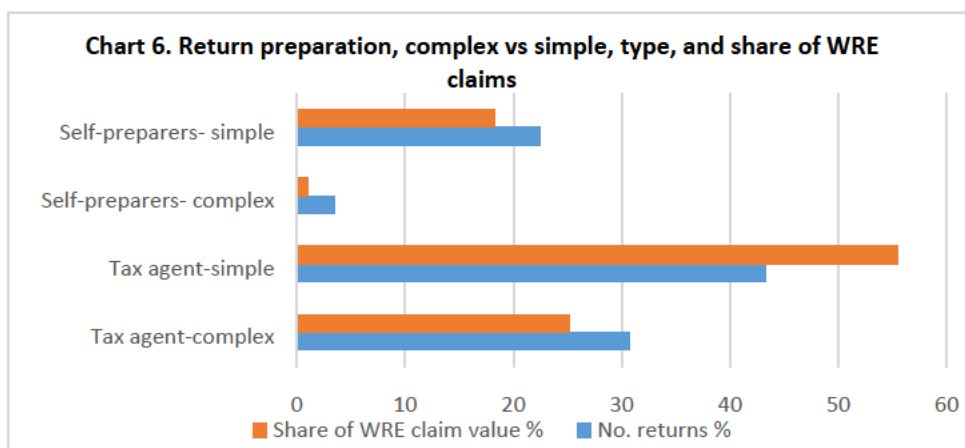 Chart 6. Return preparation, complex vs simple, type, and share of WRE
claims
Self-preparers- simple
Self-preparers- complex
Tax agent-simple
Tax agent-complex
0 10 20 30 40 50 60
Share of WRE claim value % No. returns %